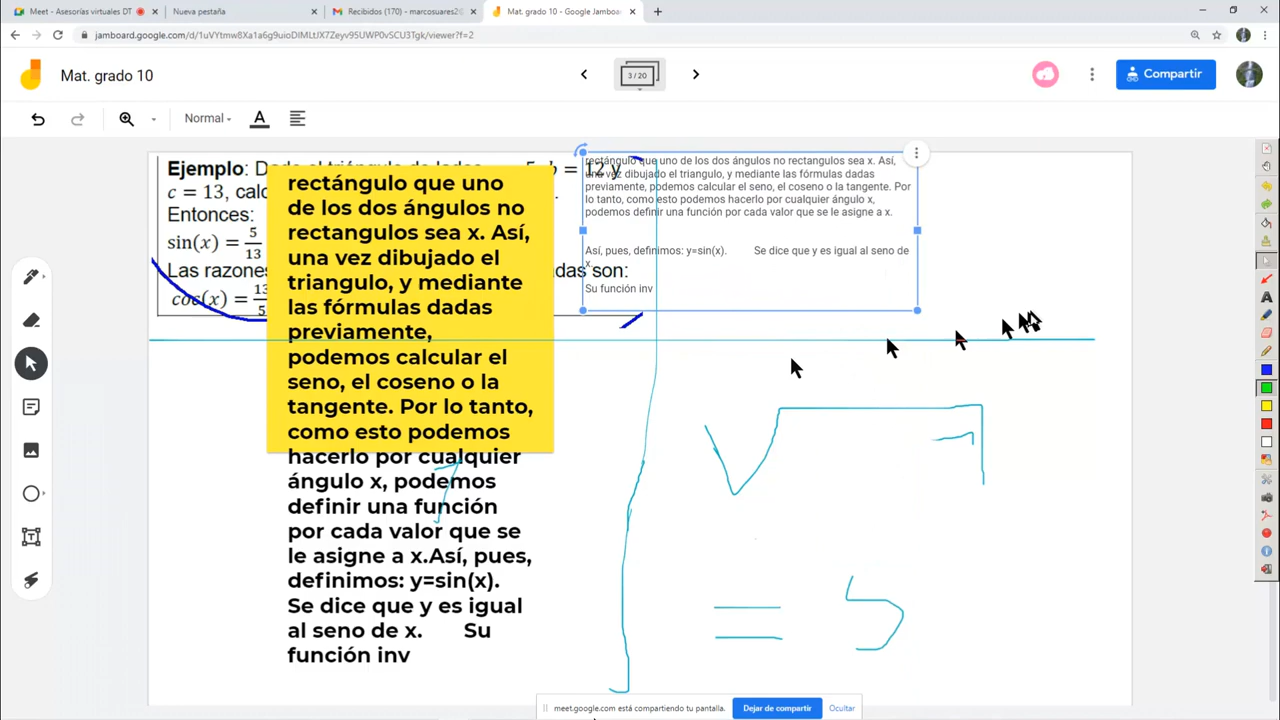 Meet - Asesorías virtuales DT
Nueva pestaña
Recibidos (170) - marcosuares2
Mat. grado 10 - Google Jamboa
jamboard.google.com/d/1uVYtmw8Xa1a6g9uioDIMLtJX7Zeyv95UWP0vSCU3Tgk/viewer?f=2
Mat. grado 10
3 / 20
Compartir
Normal
Ejemplo:
= 12 y
c = 13, calc
Entonces:
sin(x) = 5/13
Las razones
das son:
coc(x) = 13/5
rectángulo que uno
de los dos ángulos no
rectangulos sea x. Así,
una vez dibujado el
triangulo, y mediante
las fórmulas dadas
previamente,
podemos calcular el
seno, el coseno o la
tangente. Por lo tanto,
como esto podemos
hacerlo por cualquier
ángulo x, podemos
definir una función
por cada valor que se
le asigne a x.Así, pues,
definimos: y=sin(x).
Se dice que y es igual
al seno de x. Su
función inv
rectángulo que uno de los dos ángulos no rectangulos sea x. Así,
una vez dibujado el triangulo, y mediante las fórmulas dadas
previamente, podemos calcular el seno, el coseno o la tangente. Por
lo tanto, como esto podemos hacerlo por cualquier ángulo x,
podemos definir una función por cada valor que se le asigne a x.
Así, pues, definimos: y=sin(x). Se dice que y es igual al seno de
x.
Su función inv
7
√
= 5
meet.google.com está compartiendo tu pantalla.
Dejar de compartir
Ocultar